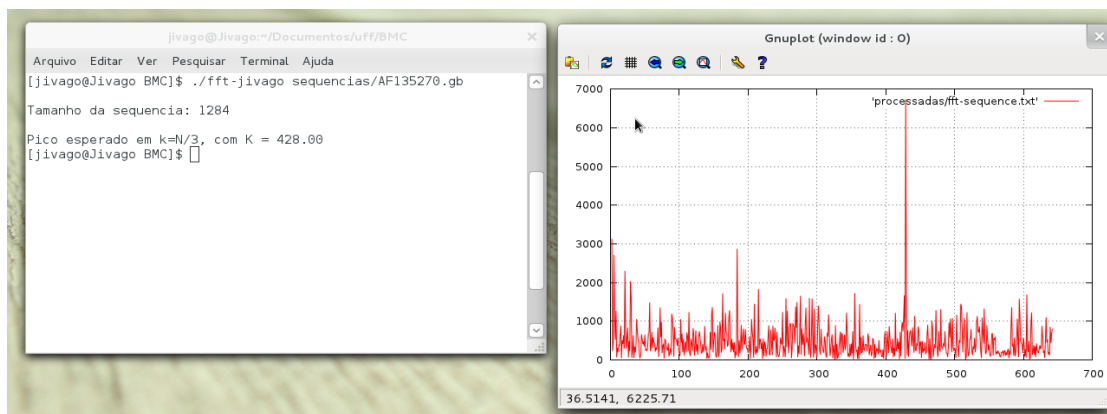 jivago@Jivago:~/Documentos/uff/BMC
Arquivo Editar Ver Pesquisar Terminal Ajuda
[jivago@Jivago BMC]$ ./fft-jivago sequencias/AF135270.gb
Tamanho da sequencia: 1284
Pico esperado em k=N/3, com K = 428.00
[jivago@Jivago BMC]$
Gnuplot (window id : 0)
'processadas/fft-sequence.txt'
7000
6000
5000
4000
3000
2000
1000
0
0 100 200 300 400 500 600 700
36.5141, 6225.71